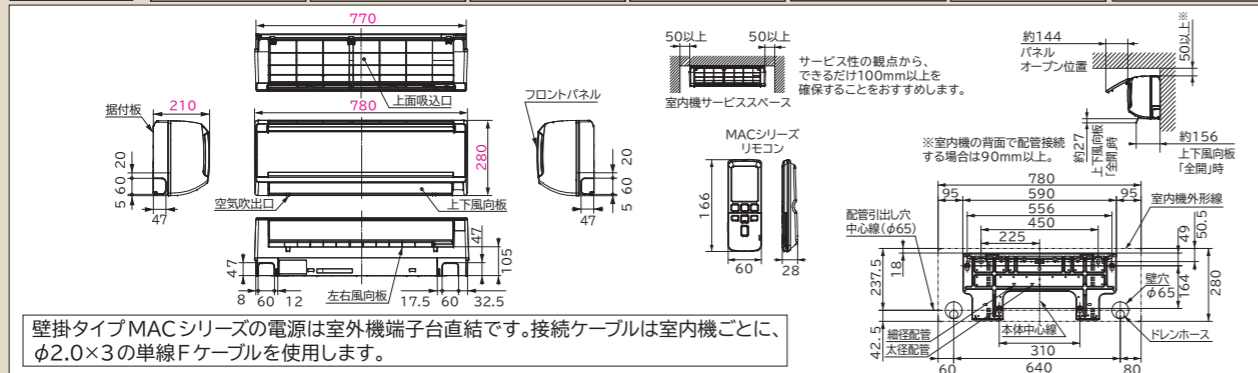 770
上面吸込口
据付板
210
780
280
20
60
5
47
空気吹出口
上下風向板
フロントパネル
20
60
5
47
47
8
60
12
左右風向板
17.5
60
32.5
47
105
50以上
50以上
室内機サービススペース
サービス性の観点から、
できるだけ100mm以上を
確保することをおすすめします。
MACシリーズ
リモコン
166
60
28
約144
パネル
オープン位置
50以上※
約27
上下風向板
「全開」時
約156
上下風向板
「全開」時
※室内機の背面で配管接続
する場合は90mm以上。
780
95
590
95
556
450
225
配管引出し穴
中心線(φ65)
室内機外形線
237.5
18
42.5
49
50.5
164
280
壁穴
φ65
細径配管
太径配管
本体中心線
ドレンホース
310
60
640
80
壁掛タイプMACシリーズの電源は室外機端子台直結です。接続ケーブルは室内機ごとに、
φ2.0×3の単線Fケーブルを使用します。